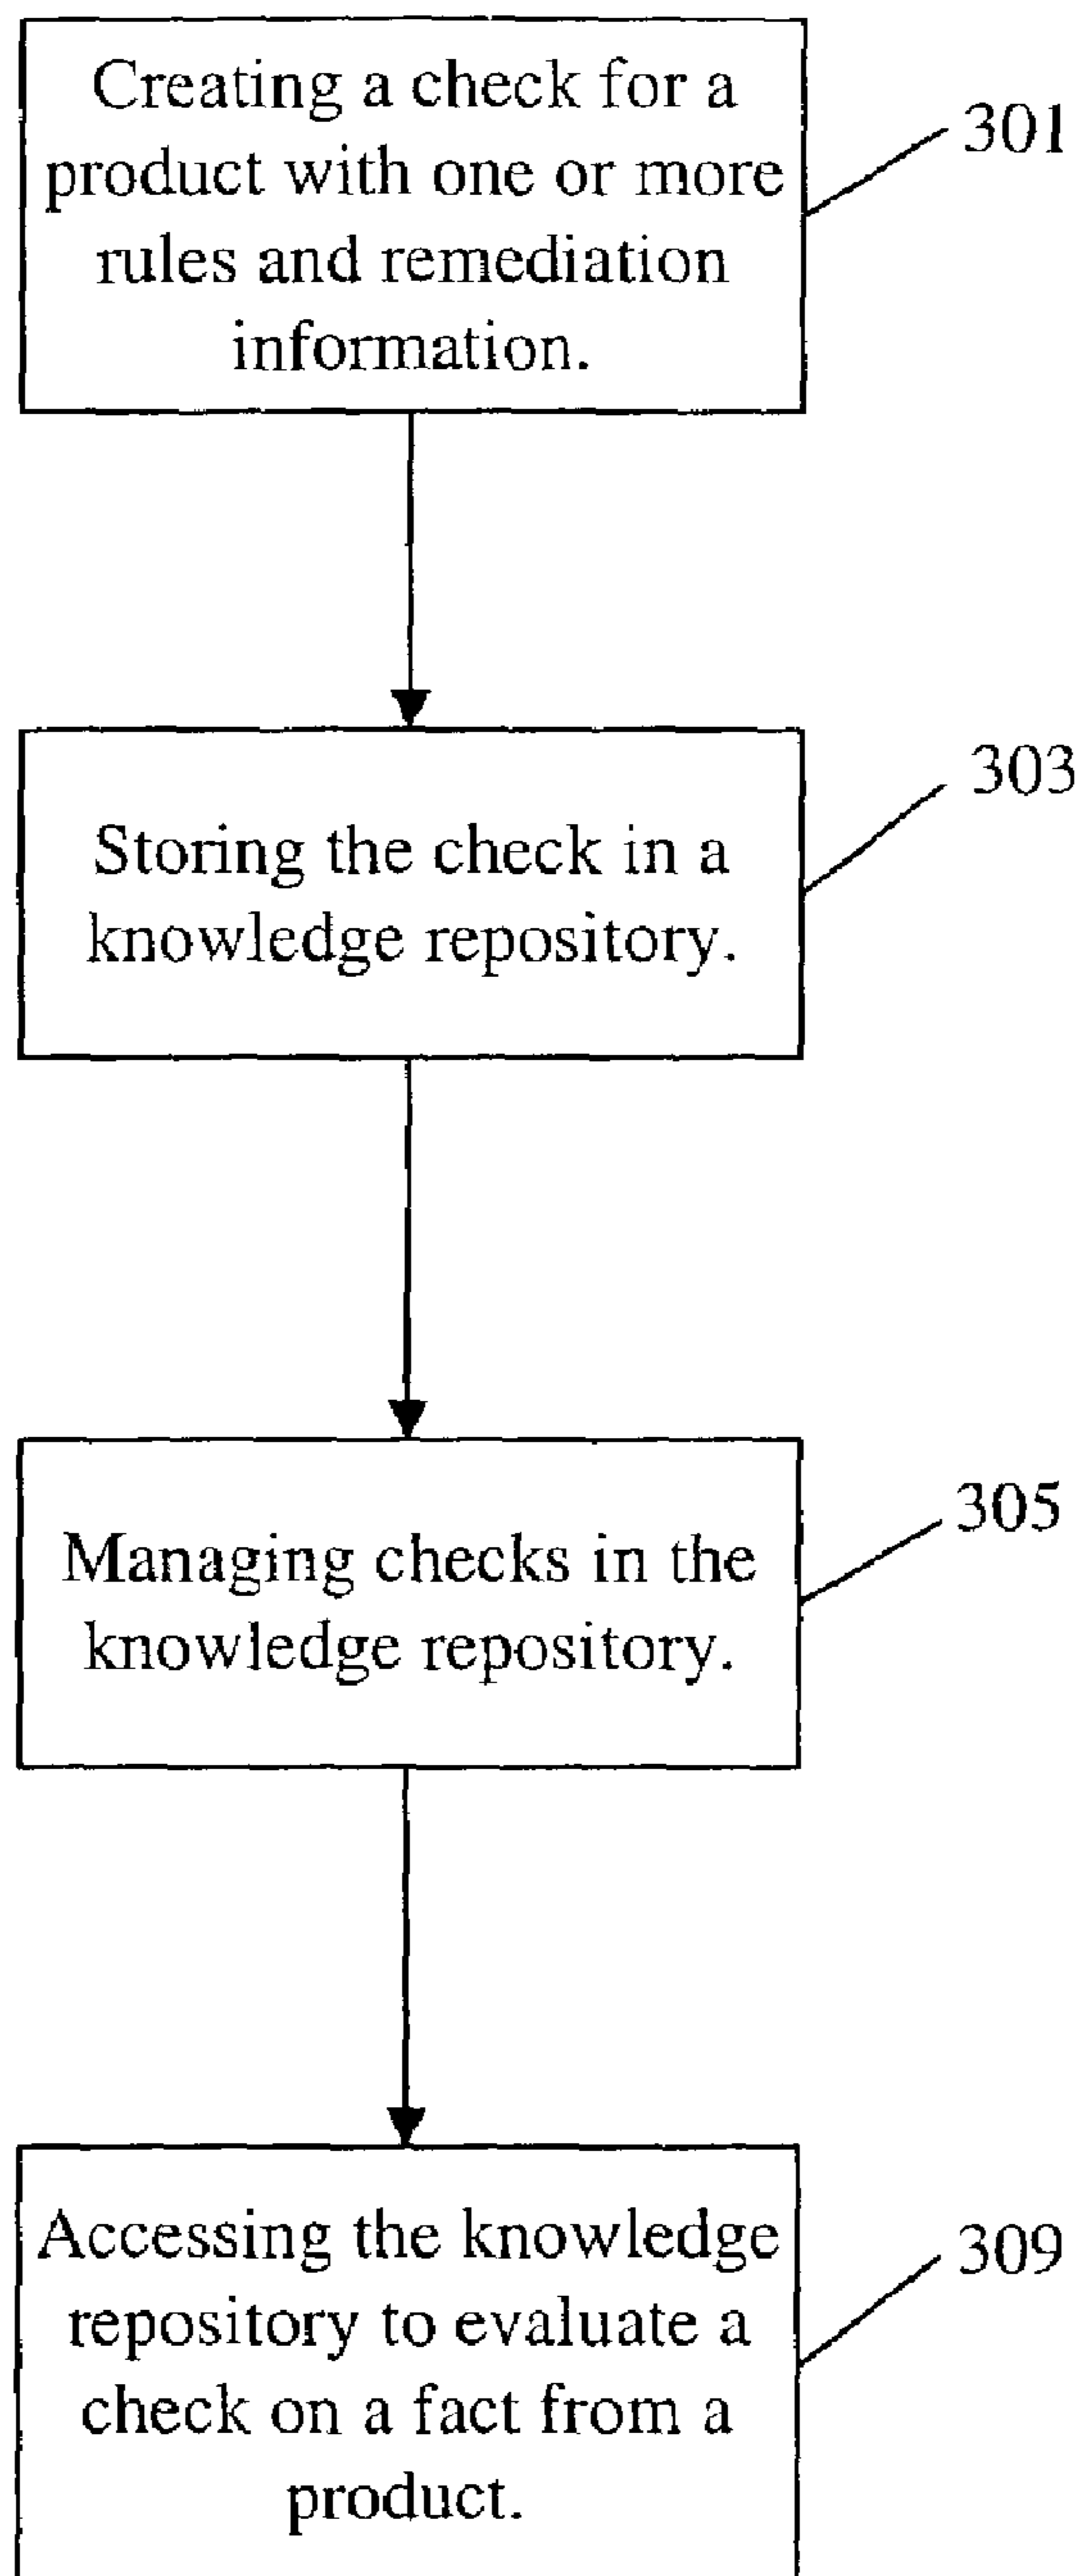 Creating a check for a
product with one or more
rules and remediation
information.
301
Storing the check in a
knowledge repository.
303
Managing checks in the
knowledge repository.
305
Accessing the knowledge
repository to evaluate a
check on a fact from a
product.
309